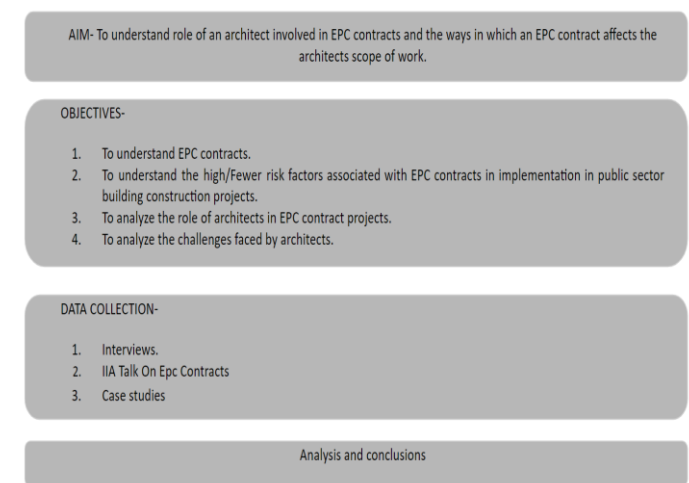 AIM- To understand role of an architect involved in EPC contracts and the ways in which an EPC contract affects the
architects scope of work.
OBJECTIVES-
1. To understand EPC contracts.
2. To understand the high/Fewer risk factors associated with EPC contracts in implementation in public sector
building construction projects.
3. To analyze the role of architects in EPC contract projects.
4. To analyze the challenges faced by architects.
DATA COLLECTION-
1. Interviews.
2. IIA Talk On Epc Contracts
3. Case studies
Analysis and conclusions